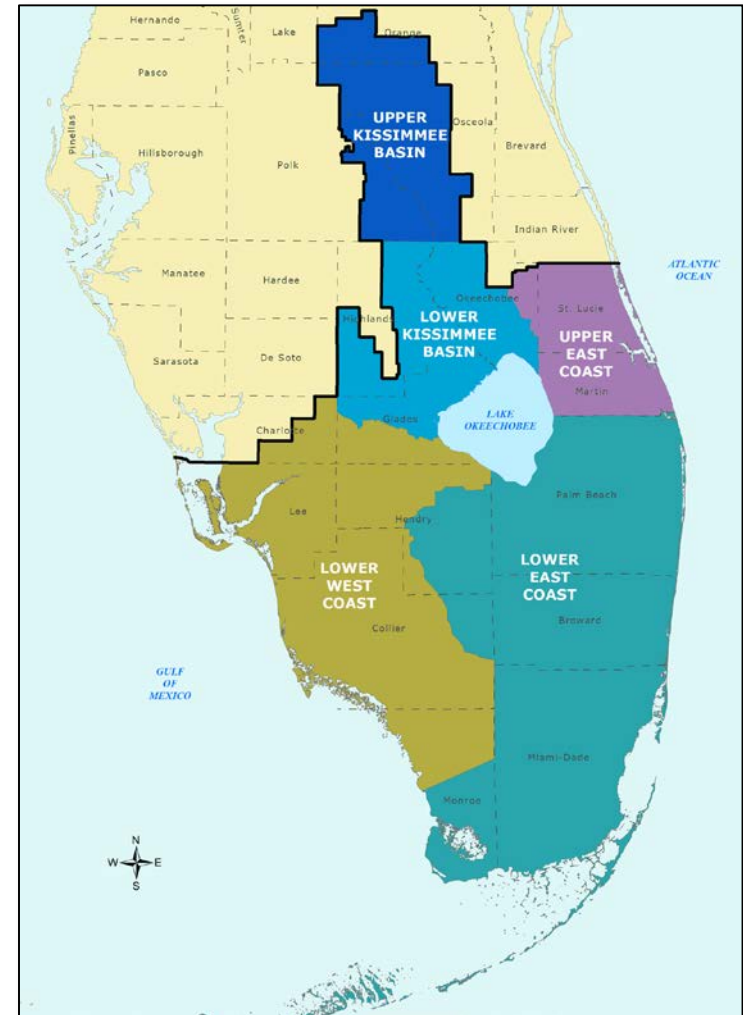 Hernando
Sumter
Lake
Orange
Pasco
Pinellas
Hillsborough
Polk
UPPER
KISSIMMEE
BASIN
Osceola
Brevard
Indian River
ATLANTIC
OCEAN
Manatee
Hardee
Highlands
Okeechobee
LOWER
KISSIMMEE
BASIN
St. Lucie
UPPER
EAST
COAST
Sarasota
De Soto
Martin
Charlotte
Glades
LAKE
OKEECHOBEE
Palm Beach
Lee
Hendry
LOWER
WEST
COAST
LOWER
EAST
COAST
Collier
Broward
GULF
OF
MEXICO
Miami-Dade
Monroe
N
W
E
S